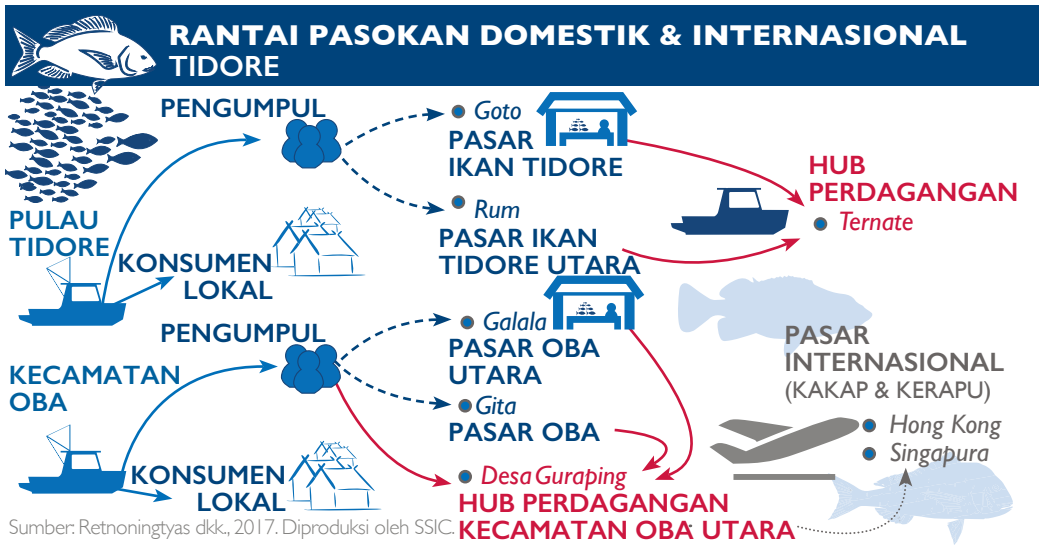 RANTAI PASOKAN DOMESTIK & INTERNASIONAL
TIDORE
PENGUMPUL
Goto
PASAR
IKAN TIDORE
HUB
PERDAGANGAN
Ternate
PULAU
TIDORE
Rum
PASAR IKAN
TIDORE UTARA
KONSUMEN
LOKAL
PENGUMPUL
Galala
PASAR OBA
UTARA
PASAR
INTERNASIONAL
(KAKAP & KERAPU)
Hong Kong
Singapura
KECAMATAN
OBA
Gita
PASAR OBA
KONSUMEN
LOKAL
Desa Guraping
HUB PERDAGANGAN
KECAMATAN OBA UTARA
Sumber: Retnoningtyas dkk., 2017. Diproduksi oleh SSIC.